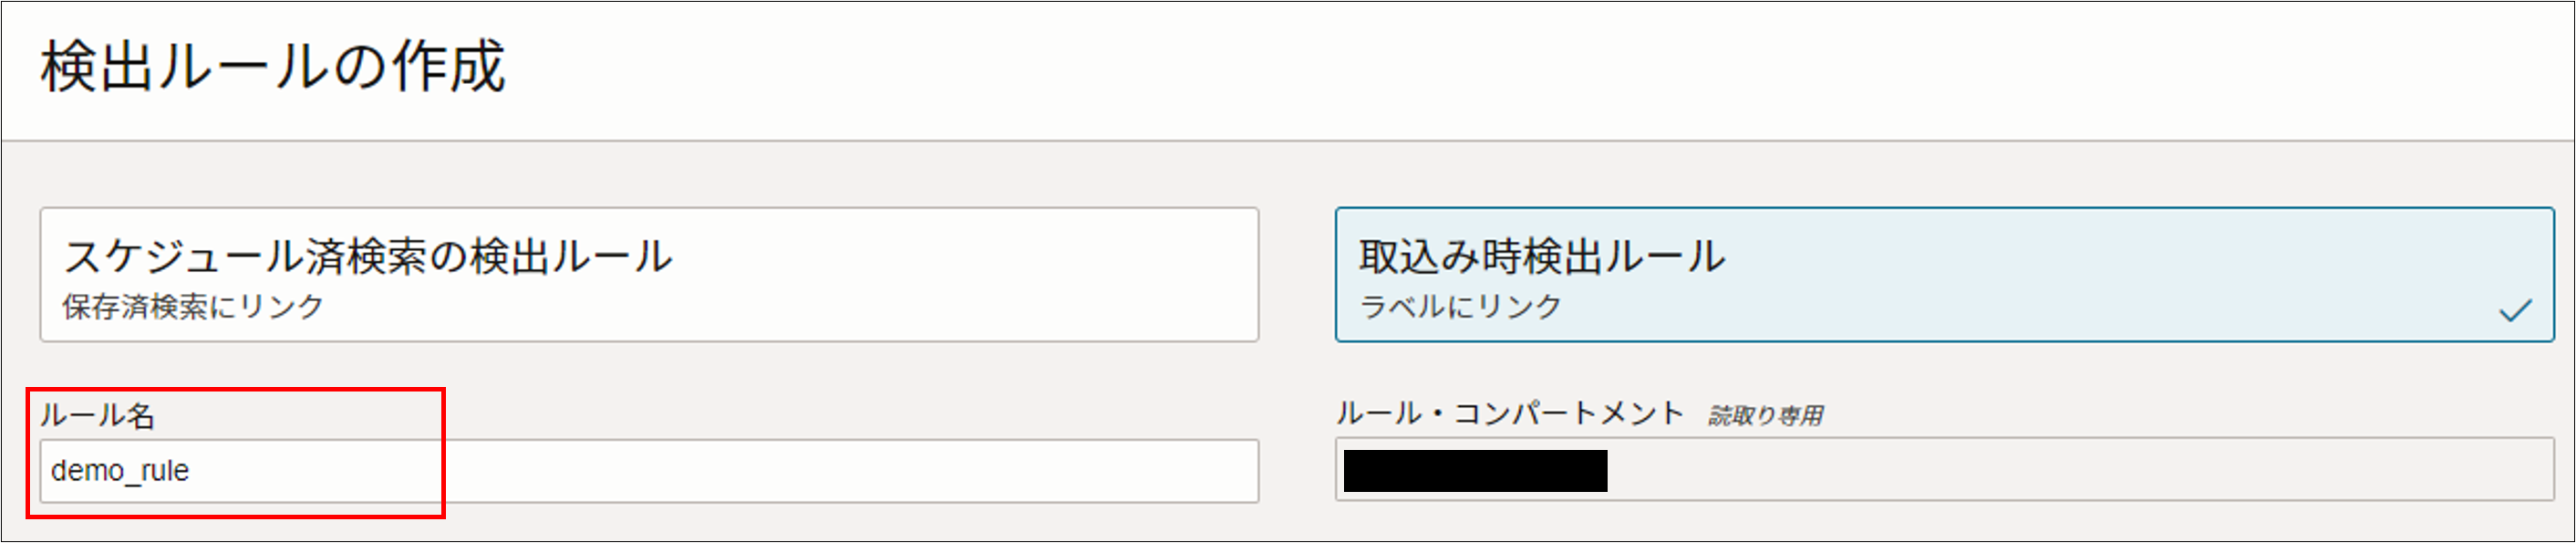 検出ルールの作成
スケジュール済検索の検出ルール
保存済検索にリンク
取込み時検出ルール
ラベルにリンク
ルール名
demo_rule
ルール・コンパートメント 読取り専用